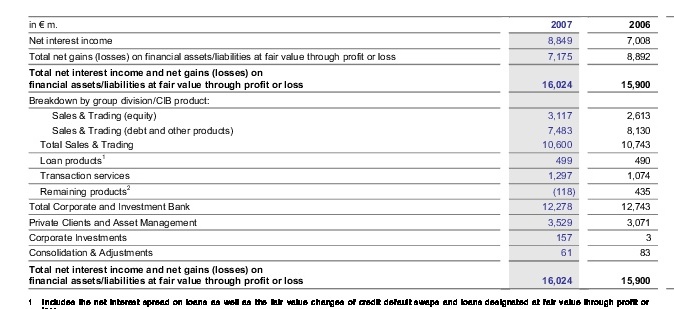 in € m. 2007 2006
Net interest income 8,849 7,008
Total net gains (losses) on financial assets/liabilities at fair value through profit or loss 7,175 8,892
Total net interest income and net gains (losses) on
financial assets/liabilities at fair value through profit or loss 16,024 15,900
Breakdown by group division/CIB product:
Sales & Trading (equity) 3,117 2,613
Sales & Trading (debt and other products) 7,483 8,130
Total Sales & Trading 10,600 10,743
Loan products¹ 499 490
Transaction services 1,297 1,074
Remaining products² (118) 435
Total Corporate and Investment Bank 12,278 12,743
Private Clients and Asset Management 3,529 3,071
Corporate Investments 157 3
Consolidation & Adjustments 61 83
Total net interest income and net gains (losses) on
financial assets/liabilities at fair value through profit or loss 16,024 15,900
1 Includes the net interest spread on loans as well as the fair value changes of credit default swaps and loans designated at fair value through profit or